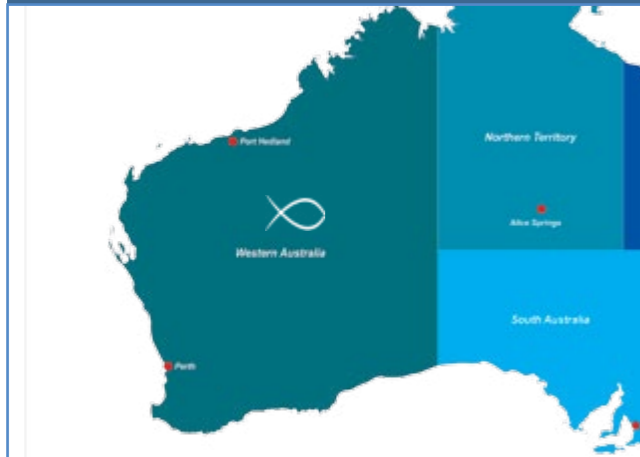 Port Hedland
Northern Territory
Alice Springs
Western Australia
South Australia
Perth